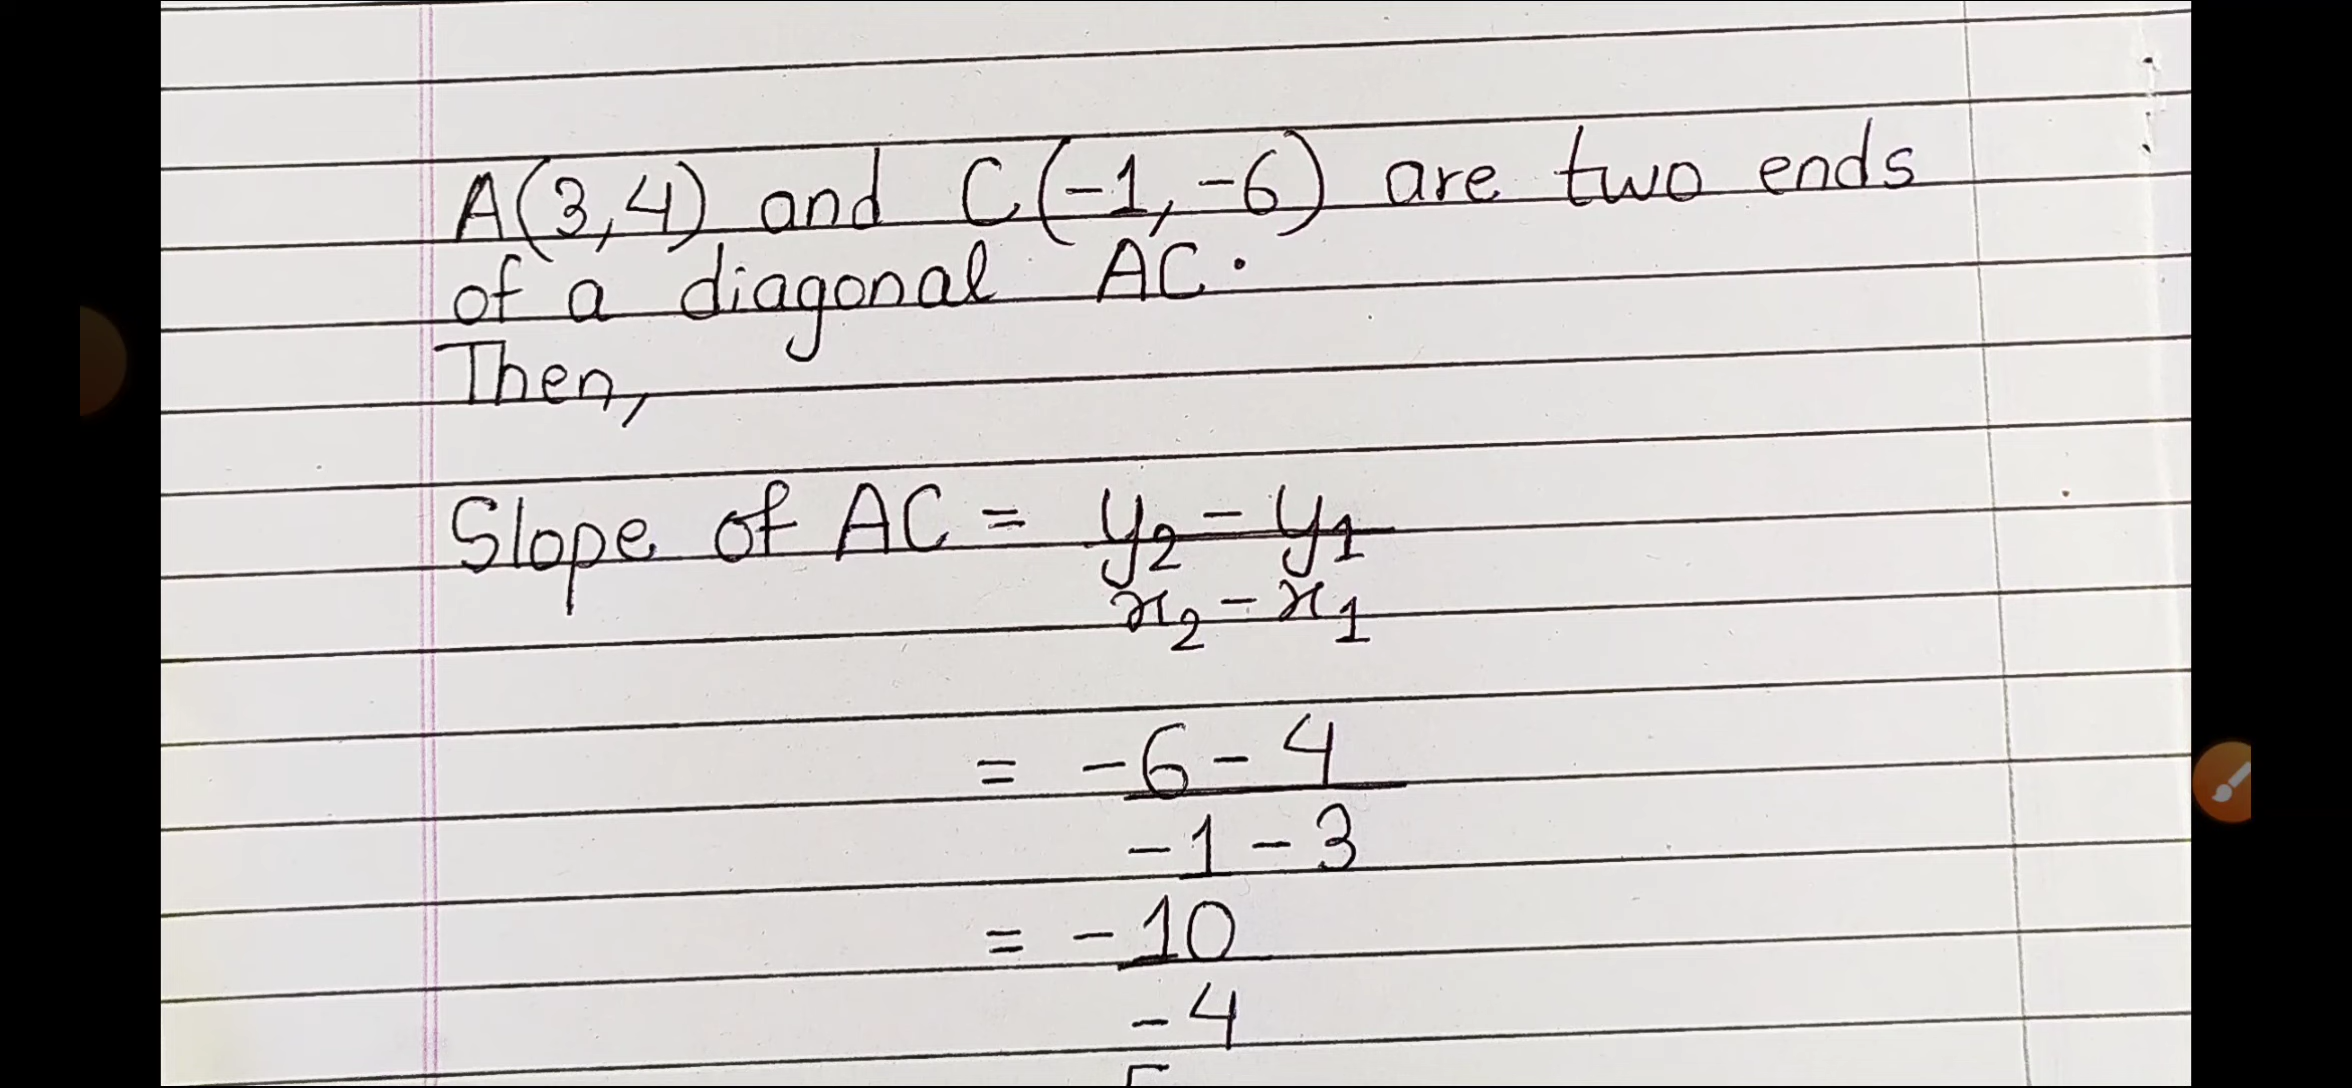 A(3,4) and C(-1,-6) are two ends
of a diagonal AC.
Then,
Slope of AC = y₂ - y₁
x₂ - x₁
= -6 - 4
-1 - 3
= -10
-4